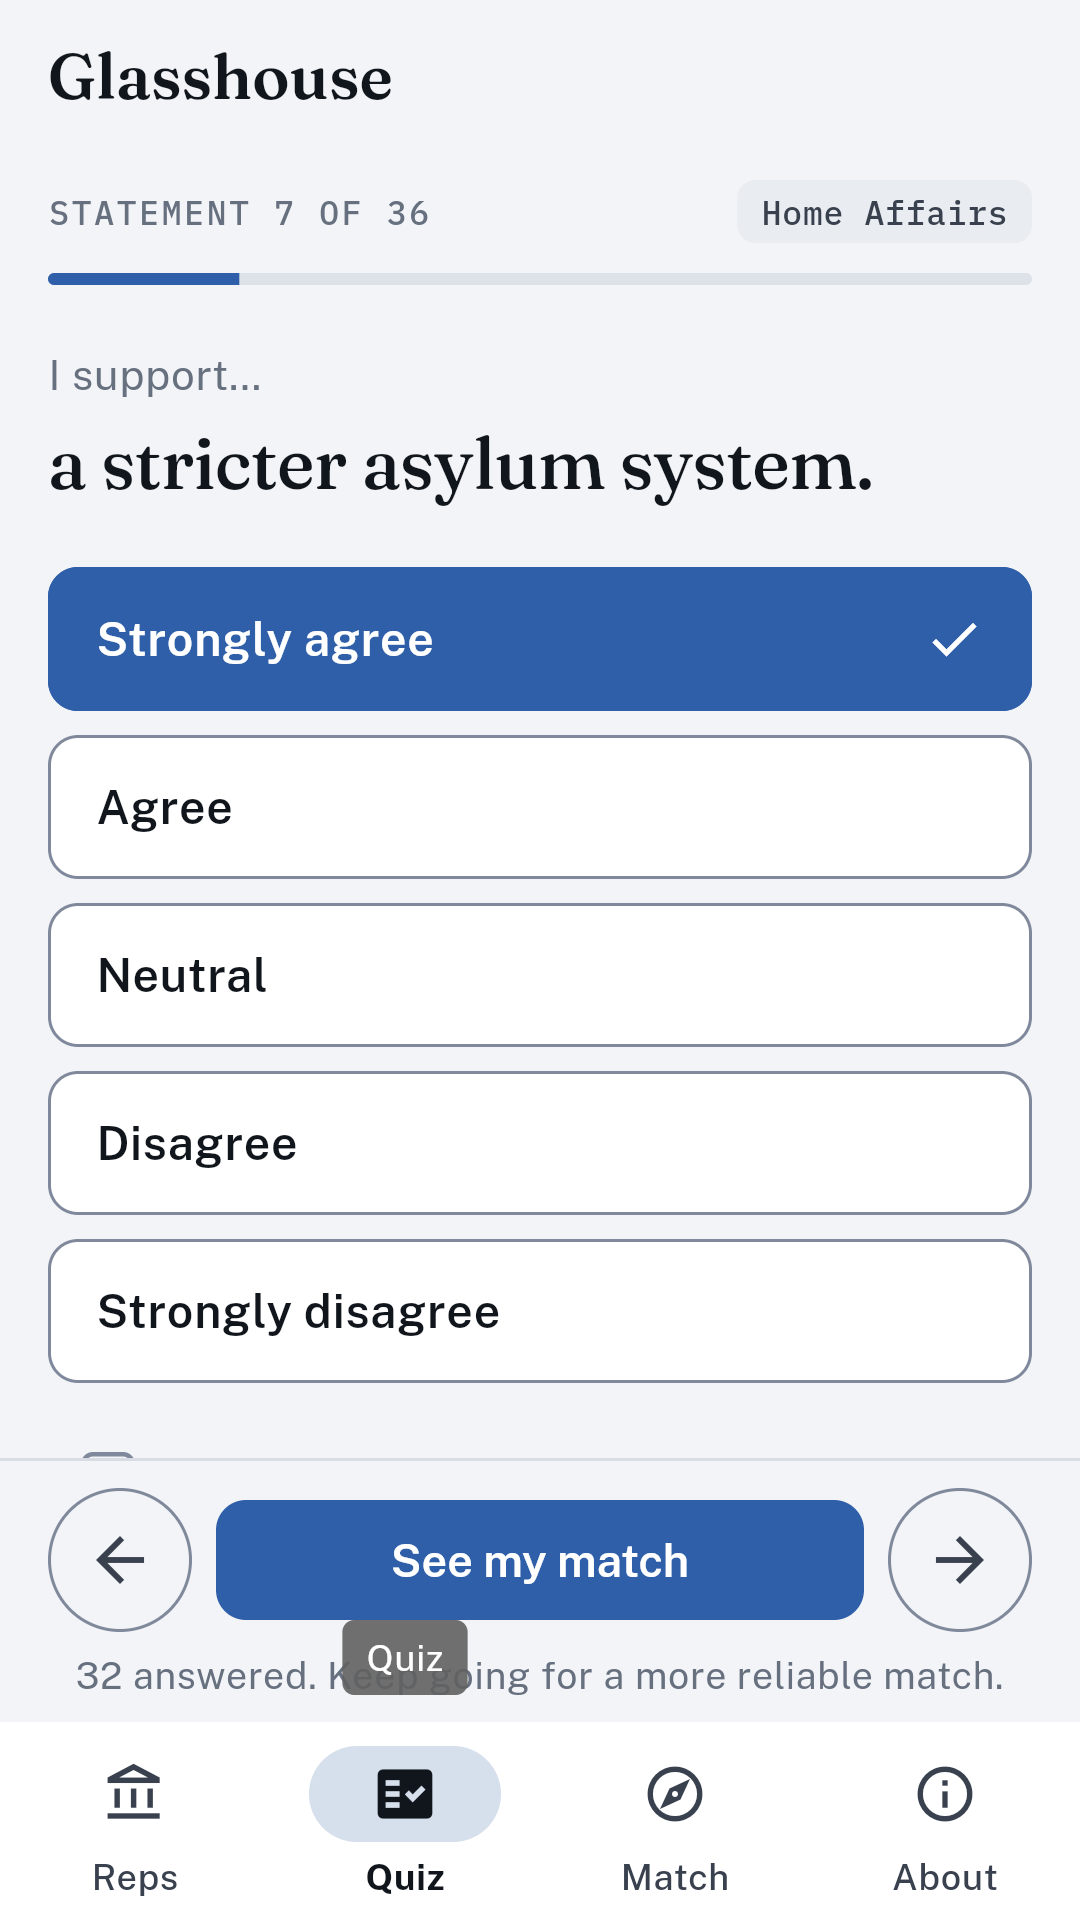 Glasshouse
STATEMENT 7 OF 36
Home Affairs
I support...
a stricter asylum system.
Strongly agree
Agree
Neutral
Disagree
Strongly disagree
See my match
Quiz
32 answered. Keep going for a more reliable match.
Reps
Quiz
Match
About